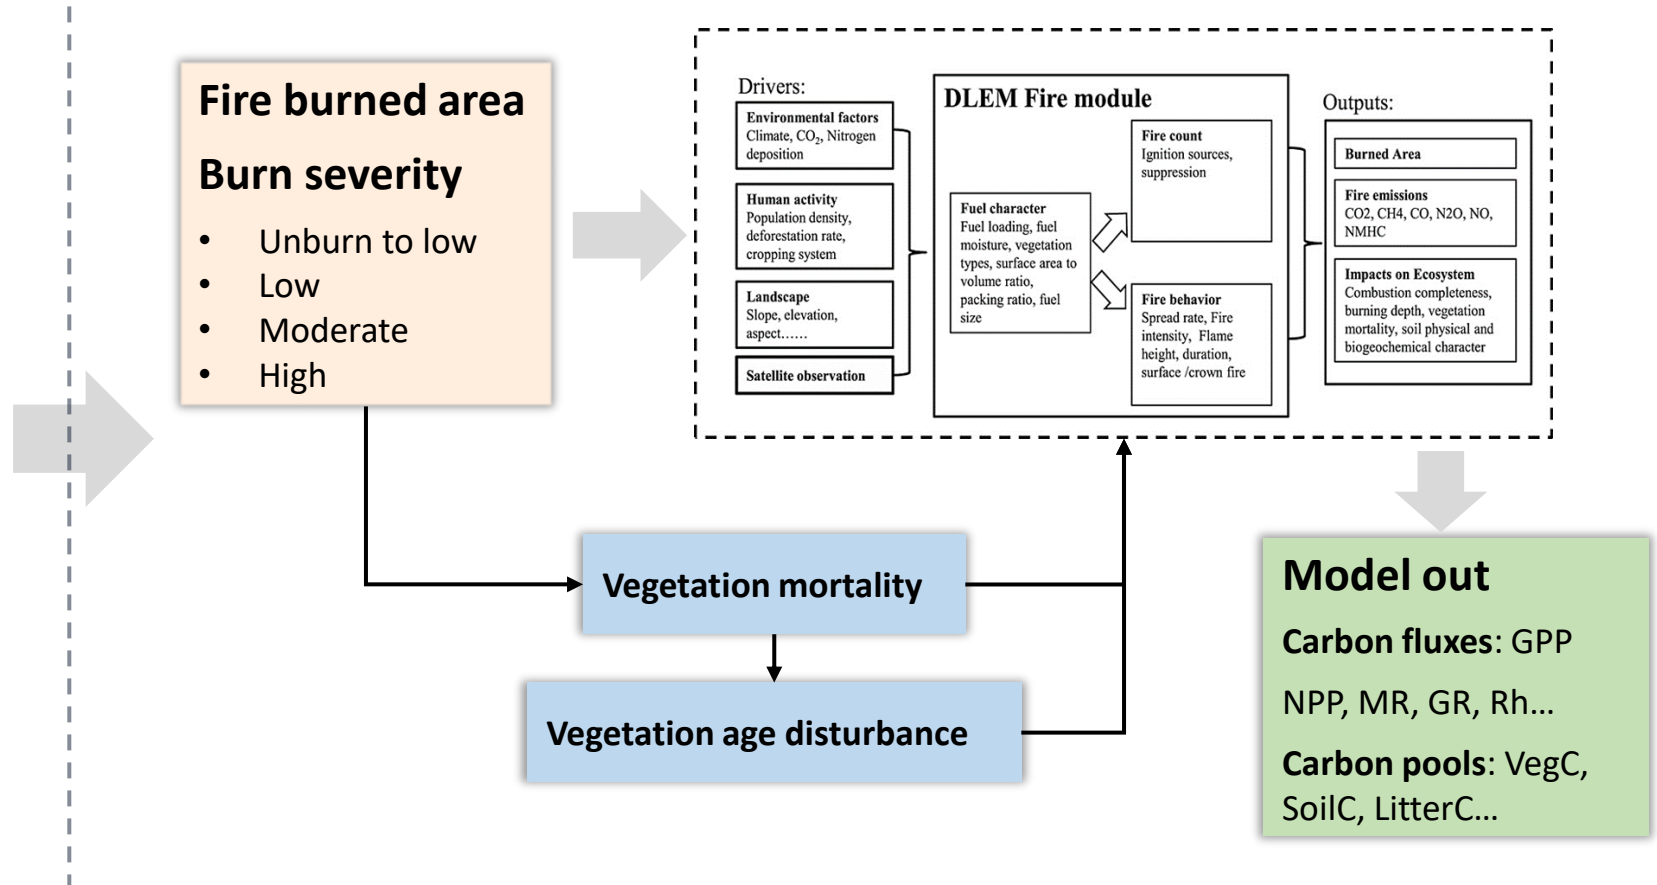 Fire burned area
Burn severity
• Unburn to low
• Low
• Moderate
• High
Drivers:
Environmental factors
Climate, CO₂, Nitrogen
deposition
Human activity
Population density,
deforestation rate,
cropping system
Landscape
Slope, elevation,
aspect……
Satellite observation
DLEM Fire module
Fuel character
Fuel loading, fuel
moisture, vegetation
types, surface area to
volume ratio,
packing ratio, fuel
size
Fire count
Ignition sources,
suppression
Fire behavior
Spread rate, Fire
intensity, Flame
height, duration,
surface /crown fire
Outputs:
Burned Area
Fire emissions
CO2, CH4, CO, N2O, NO,
NMHC
Impacts on Ecosystem
Combustion completeness,
burning depth, vegetation
mortality, soil physical and
biogeochemical character
Vegetation mortality
Vegetation age disturbance
Model out
Carbon fluxes: GPP
NPP, MR, GR, Rh…
Carbon pools: VegC,
SoilC, LitterC…